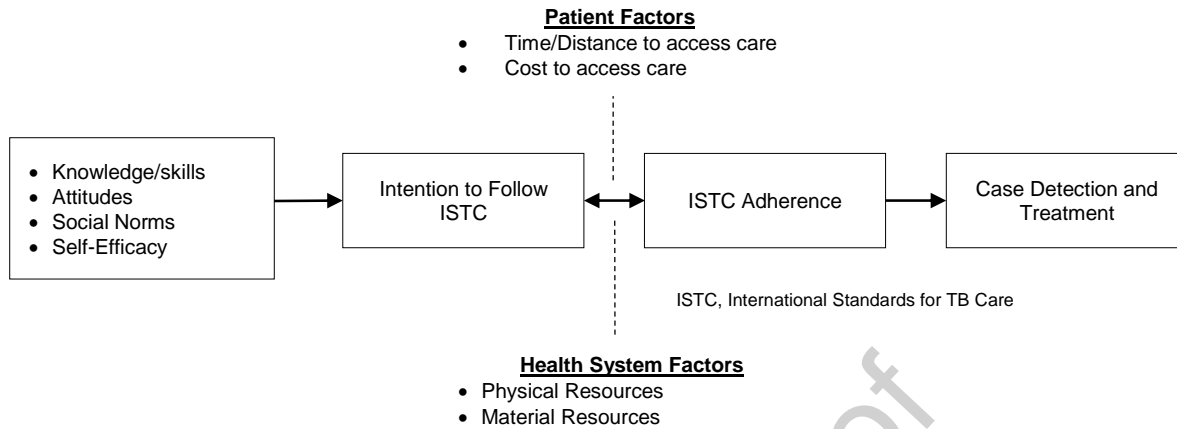 Patient Factors
• Time/Distance to access care
• Cost to access care
• Knowledge/skills
• Attitudes
• Social Norms
• Self-Efficacy
Intention to Follow
ISTC
ISTC Adherence
Case Detection and
Treatment
ISTC, International Standards for TB Care
Health System Factors
• Physical Resources
• Material Resources
of